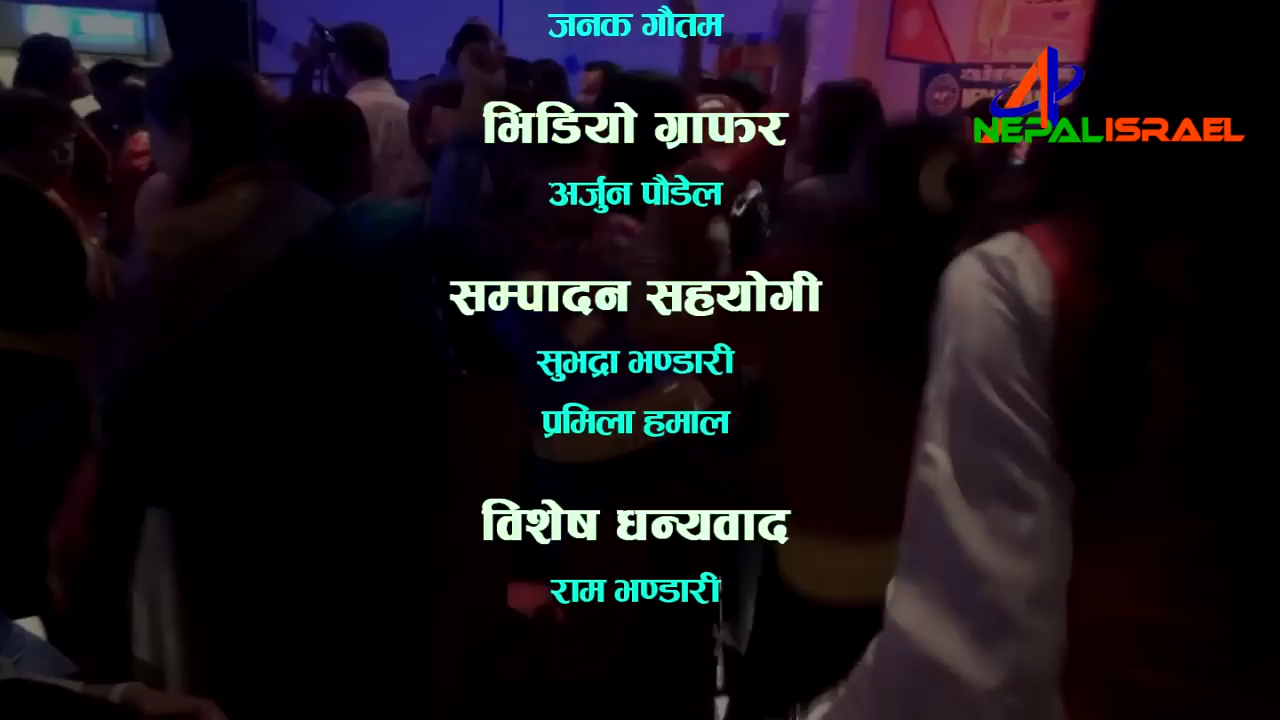 जनक गौतम
भिडियो ग्राफर
NEPALISRAEL
अर्जुन पौडेल
सम्पादन सहयोगी
सुभद्रा भण्डारी
प्रमिला हमाल
विशेष धन्यवाद
राम भण्डारी